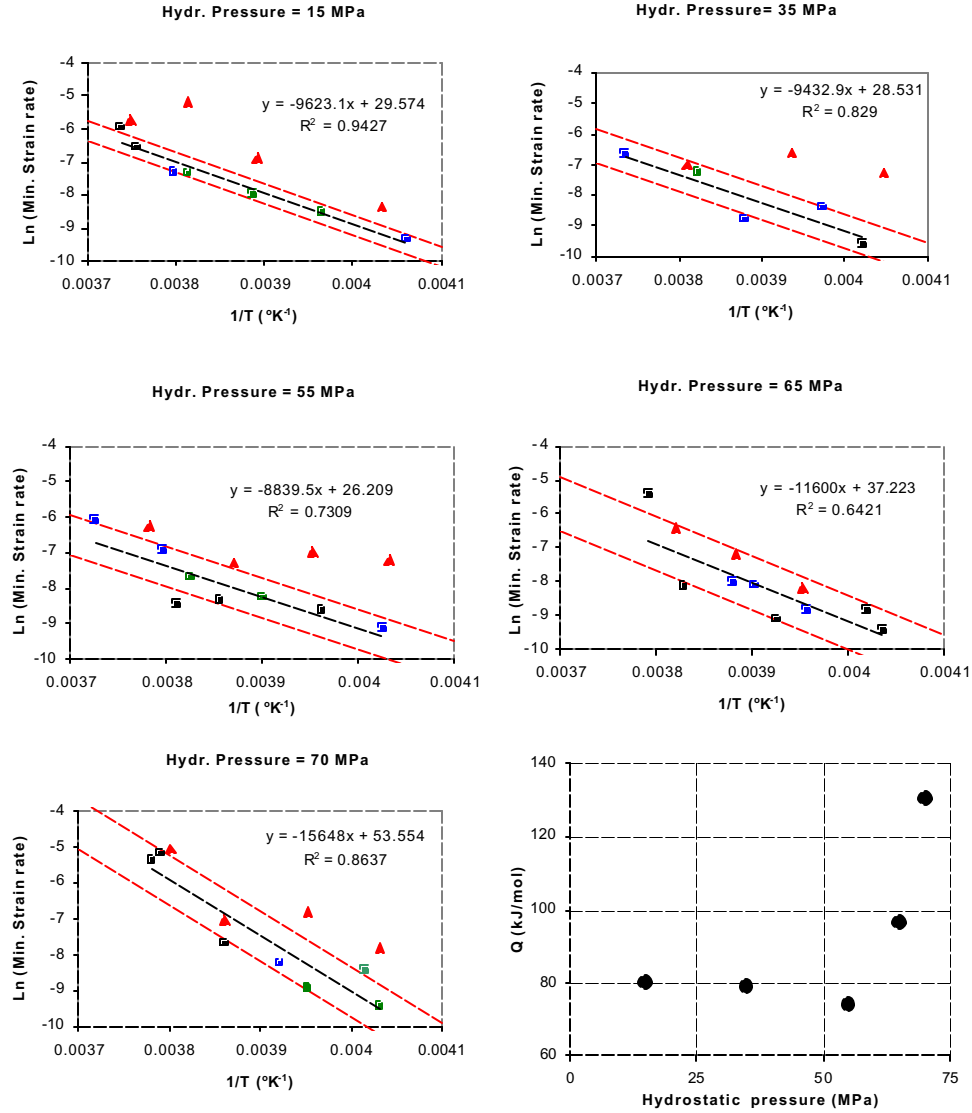 Hydr. Pressure = 15 MPa
-4
-5
-6
-7
-8
-9
-10
Ln (Min. Strain rate)
y = -9623.1x + 29.574
R² = 0.9427
0.0037 0.0038 0.0039 0.004 0.0041
1/T (°K⁻¹)
Hydr. Pressure= 35 MPa
-4
-5
-6
-7
-8
-9
-10
Ln (Min. Strain rate)
y = -9432.9x + 28.531
R² = 0.829
0.0037 0.0038 0.0039 0.004 0.0041
1/T (°K⁻¹)
Hydr. Pressure = 55 MPa
-4
-5
-6
-7
-8
-9
-10
Ln (Min. Strain rate)
y = -8839.5x + 26.209
R² = 0.7309
0.0037 0.0038 0.0039 0.004 0.0041
1/T ( °K⁻¹)
Hydr. Pressure = 65 MPa
-4
-5
-6
-7
-8
-9
-10
Ln (Min. Strain rate)
y = -11600x + 37.223
R² = 0.6421
0.0037 0.0038 0.0039 0.004 0.0041
1/T (°K⁻¹)
Hydr. Pressure = 70 MPa
-4
-5
-6
-7
-8
-9
-10
Ln (Min. Strain rate)
y = -15648x + 53.554
R² = 0.8637
0.0037 0.0038 0.0039 0.004 0.0041
1/T (°K⁻¹)
140
120
100
80
60
Q (kJ/mol)
0 25 50 75
Hydrostatic pressure (MPa)